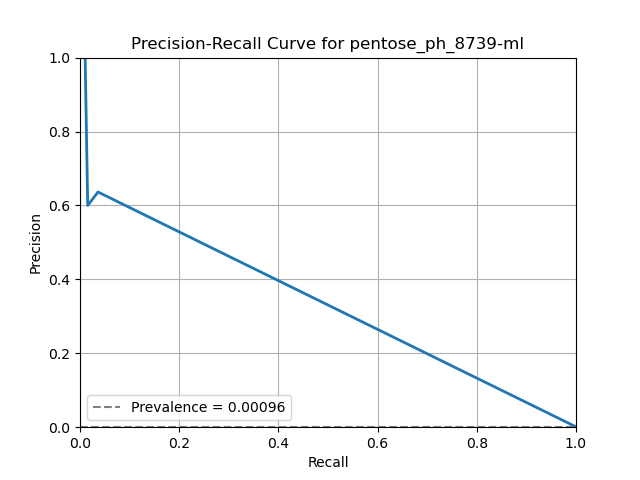 Precision-Recall Curve for pentose_ph_8739-ml
1.0
0.8
0.6
0.4
0.2
0.0
Precision
Prevalence = 0.00096
0.0 0.2 0.4 0.6 0.8 1.0
Recall